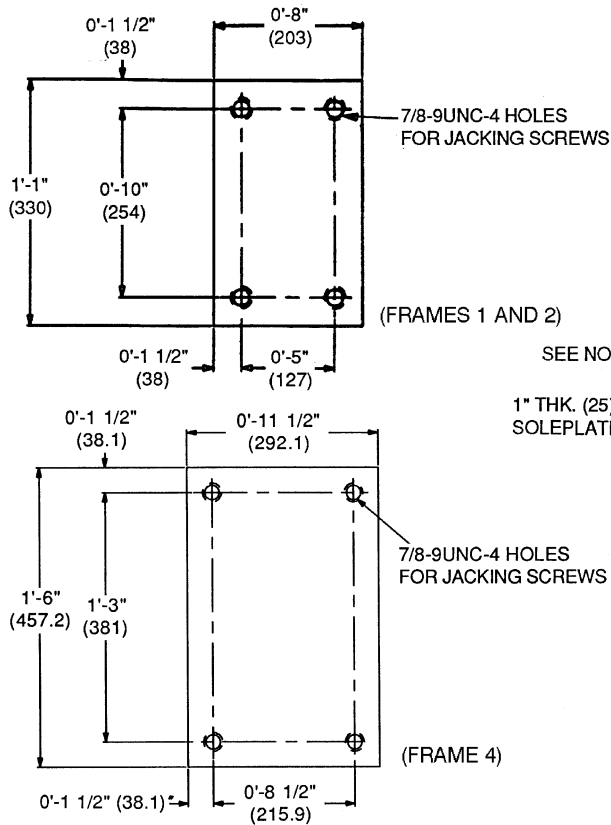 0'-8"
(203)
0'-1 1/2"
(38)
7/8-9UNC-4 HOLES
FOR JACKING SCREWS
1'-1"
(330)
0'-10"
(254)
(FRAMES 1 AND 2)
0'-1 1/2"
(38)
0'-5"
(127)
SEE NO
1" THK. (25)
SOLEPLAT
0'-1 1/2"
(38.1)
0'-11 1/2"
(292.1)
7/8-9UNC-4 HOLES
FOR JACKING SCREWS
1'-6"
(457.2)
1'-3"
(381)
(FRAME 4)
0'-1 1/2" (38.1)
0'-8 1/2"
(215.9)